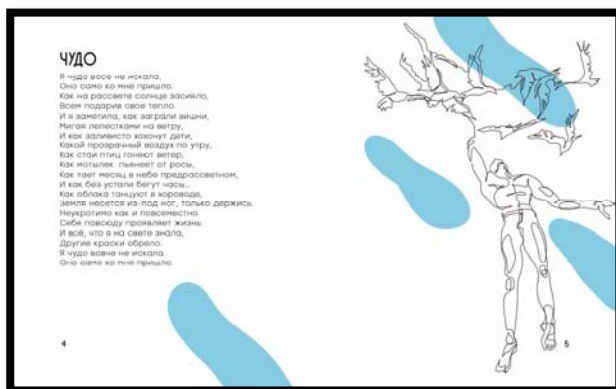 ЧУДО
Я чудо восе не искала.
Оно само ко мне пришло.
Как на рассвете солнце засияло,
Всем подарив свое тепло.
И я заметила, как заграли вишни,
Мигая лепестками на ветру,
И как заливисто хохочут дети,
Какой прозрачный воздух по утру,
Как стаи птиц гоняют ветер,
Как мотылек пьянеет от росы,
Как тает месяц в небе предрассветном,
И как без устали бегут часы..
Как облака танцуют в хороводе,
Земля несется из-под ног, только держись.
Неукротимо как и повсеместно
Себя повсюду проявляет жизнь.
И всё, что я на свете знала,
Другие краски обрело.
Я чудо вовче не искала
Оно само ко мне пришло.
4
5